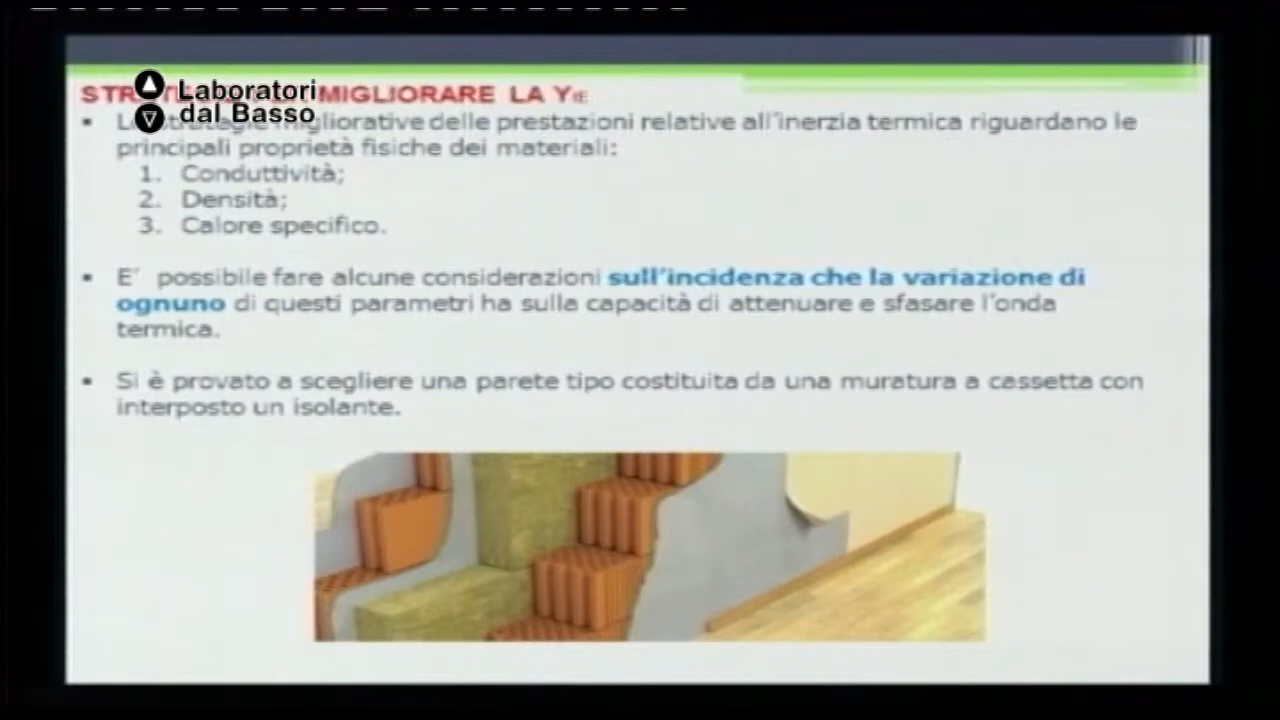 Laboratori
dal Basso
MIGLIORARE LA YIE
migliorative delle prestazioni relative all'inerzia termica riguardano le
principali proprietà fisiche dei materiali:
1. Conduttività;
2. Densità;
3. Calore specifico.
▪ E' possibile fare alcune considerazioni sull'incidenza che la variazione di
ognuno di questi parametri ha sulla capacità di attenuare e sfasare l'onda
termica.
▪ Si è provato a scegliere una parete tipo costituita da una muratura a cassetta con
interposto un isolante.